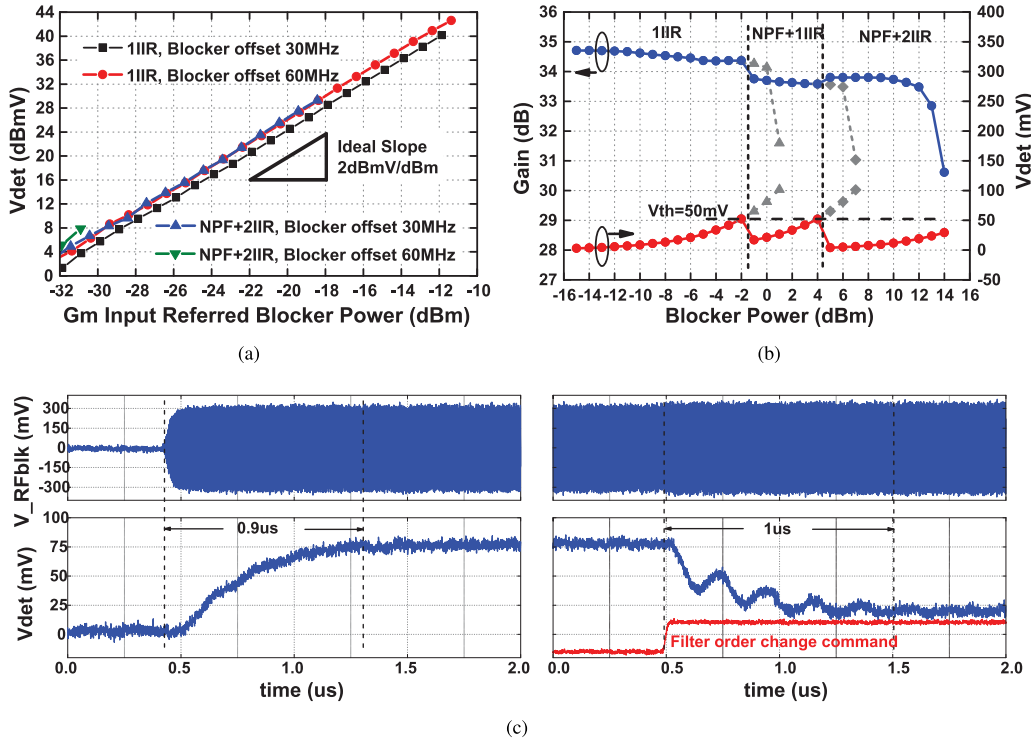 44
40
36
32
28
24
20
16
12
8
4
0
Vdet (dBmV)
1IIR, Blocker offset 30MHz
1IIR, Blocker offset 60MHz
Ideal Slope
2dBmV/dBm
NPF+2IIR, Blocker offset 30MHz
NPF+2IIR, Blocker offset 60MHz
-32 -30 -28 -26 -24 -22 -20 -18 -16 -14 -12 -10
Gm Input Referred Blocker Power (dBm)
(a)
35
34
33
32
31
30
29
28
27
Gain (dB)
1IIR
NPF+1IIR
NPF+2IIR
Vth=50mV
400
350
300
250
200
150
100
50
0
-50
Vdet (mV)
-16 -14 -12 -10 -8 -6 -4 -2 0 2 4 6 8 10 12 14 16
Blocker Power (dBm)
(b)
V_RFblk (mV)
300
150
0
-150
-300
Vdet (mV)
100
75
50
25
0
0.9us
0.0 0.5 1.0 1.5 2.0
time (us)
1us
Filter order change command
0.0 0.5 1.0 1.5 2.0
time (us)
(c)